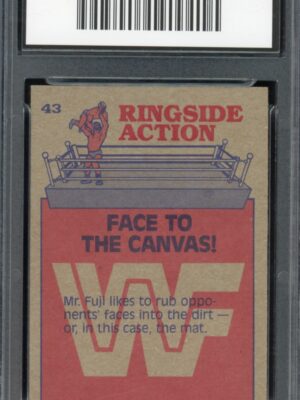 43
RINGSIDE
ACTION
FACE TO
THE CANVAS!
WF
Mr. Fuji likes to rub oppo-
nents' faces into the dirt —
or, in this case, the mat.